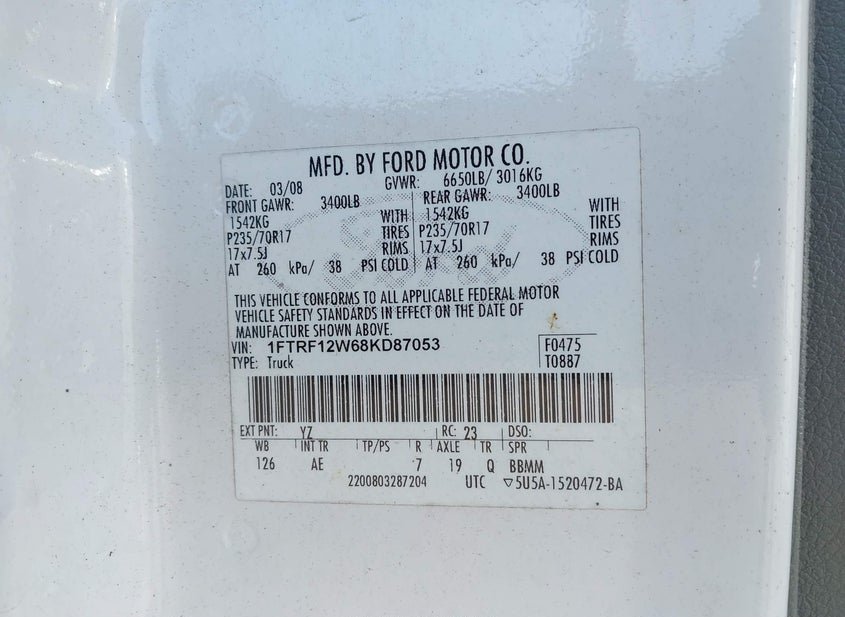 MFD. BY FORD MOTOR CO.
DATE: 03/08 GVWR: 6650LB/ 3016KG
FRONT GAWR: 3400LB REAR GAWR: 3400LB
1542KG WITH 1542KG WITH
P235/70R17 TIRES P235/70R17 TIRES
17x7.5J RIMS 17x7.5J RIMS
AT 260 kPa/ 38 PSI COLD AT 260 kPa/ 38 PSI COLD
THIS VEHICLE CONFORMS TO ALL APPLICABLE FEDERAL MOTOR
VEHICLE SAFETY STANDARDS IN EFFECT ON THE DATE OF
MANUFACTURE SHOWN ABOVE.
VIN: 1FTRF12W68KD87053 F0475
TYPE: Truck T0887
EXT PNT: YZ RC: 23 DSO:
WB INT TR TP/PS R AXLE TR SPR
126 AE 7 19 Q BBMM
2200803287204 UTC ▽5U5A-1520472-BA
Ford